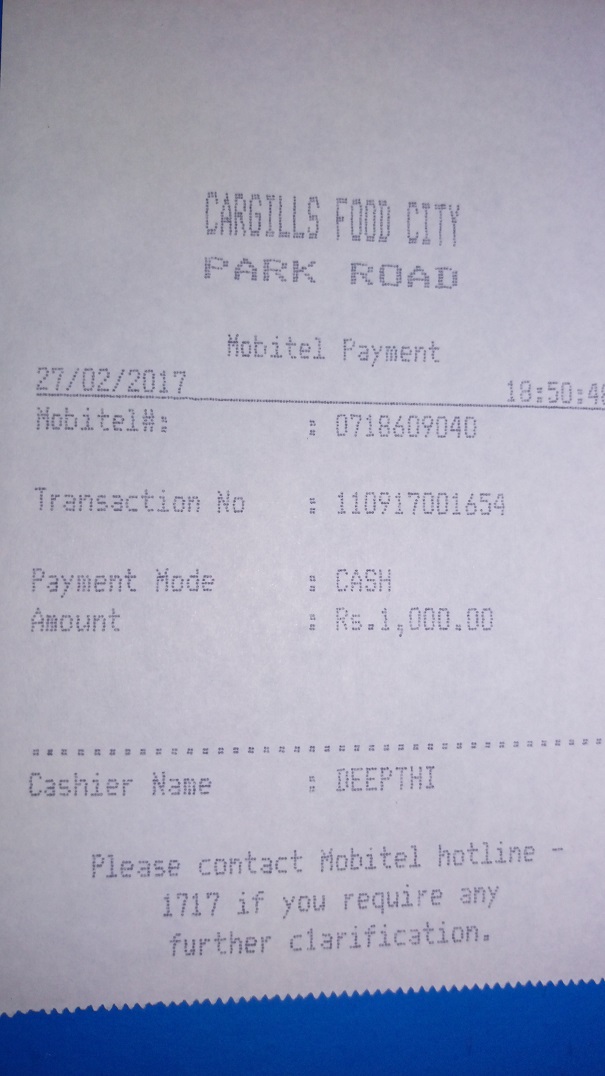 CARGILLS FOOD CITY
PARK ROAD
Mobitel Payment
27/02/2017 18:50:4
Mobitel#: : 0718609040
Transaction No : 110917001654
Payment Mode : CASH
Amount : Rs.1,000.00
Cashier Name : DEEPTHI
Please contact Mobitel hotline -
1717 if you require any
further clarification.